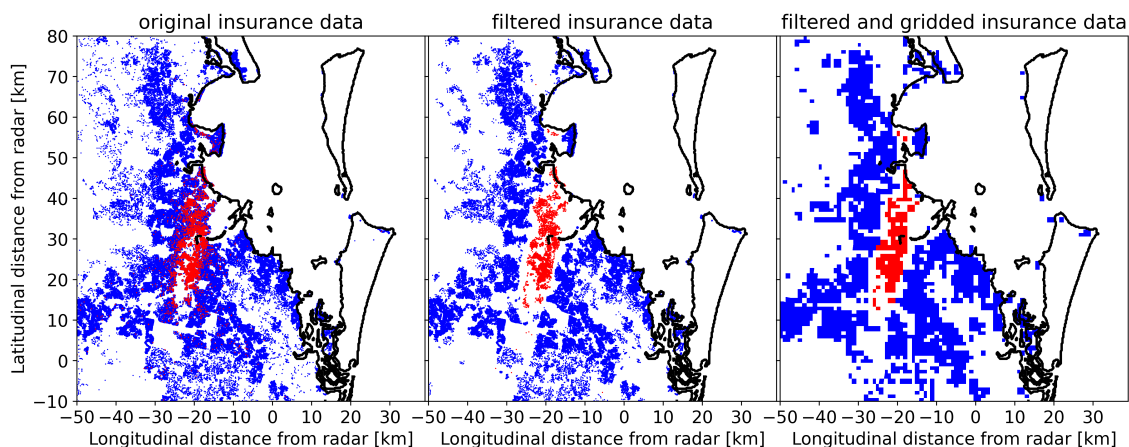 original insurance data
filtered insurance data
filtered and gridded insurance data
Latitudinal distance from radar [km]
80
70
60
50
40
30
20
10
0
−10
−50 −40 −30 −20 −10 0 10 20 30
−50 −40 −30 −20 −10 0 10 20 30
−50 −40 −30 −20 −10 0 10 20 30
Longitudinal distance from radar [km]
Longitudinal distance from radar [km]
Longitudinal distance from radar [km]